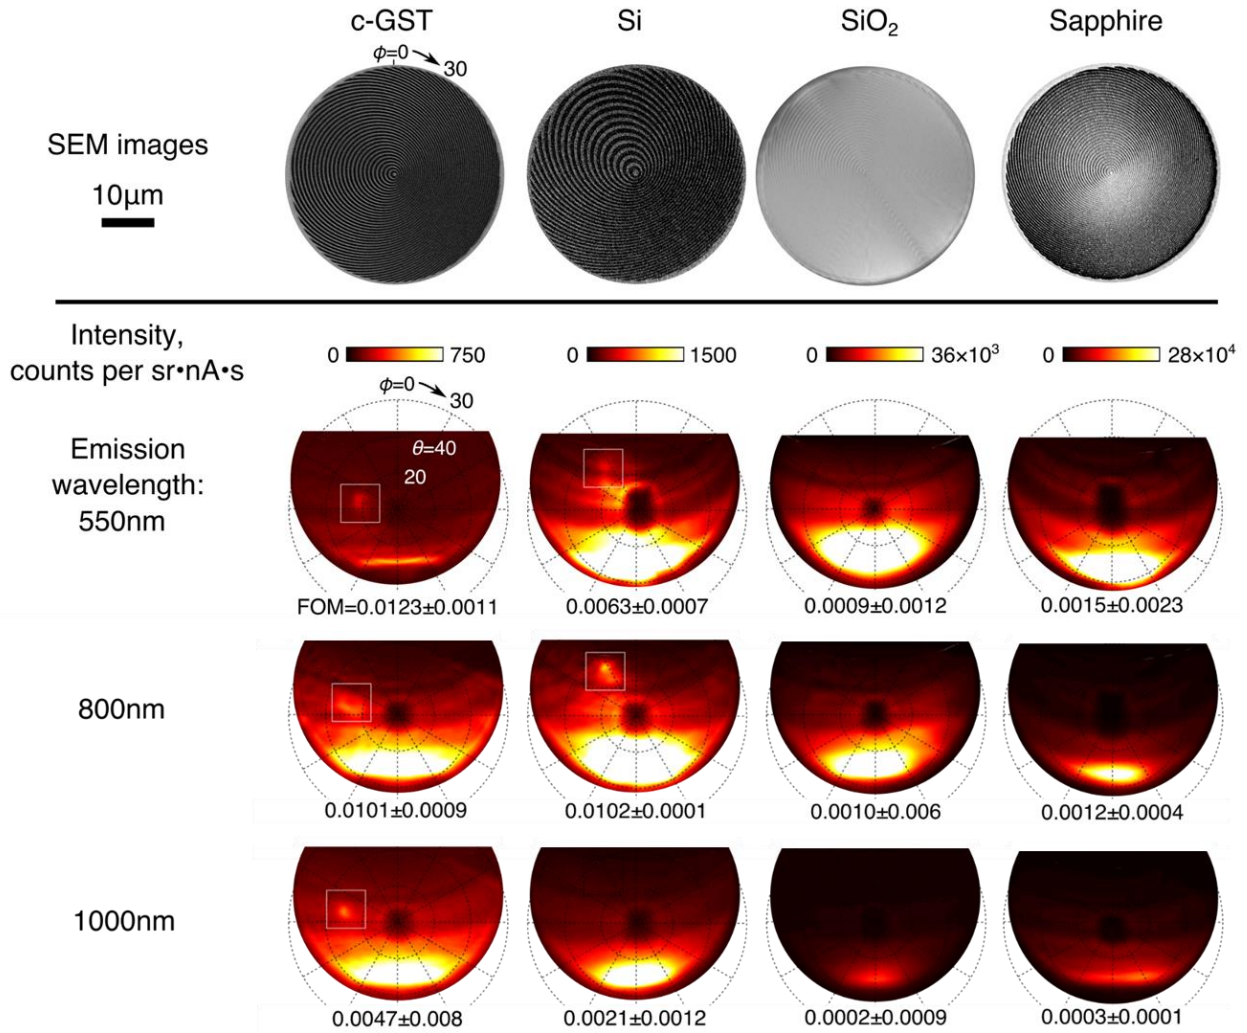 c-GST Si SiO₂ Sapphire
ϕ=0 30
SEM images
10μm
Intensity,
counts per sr•nA•s
0 750 0 1500 0 36×10³ 0 28×10⁴
ϕ=0 30
Emission
wavelength:
550nm
θ=40
20
FOM=0.0123±0.0011 0.0063±0.0007 0.0009±0.0012 0.0015±0.0023
800nm
0.0101±0.0009 0.0102±0.0001 0.0010±0.006 0.0012±0.0004
1000nm
0.0047±0.008 0.0021±0.0012 0.0002±0.0009 0.0003±0.0001